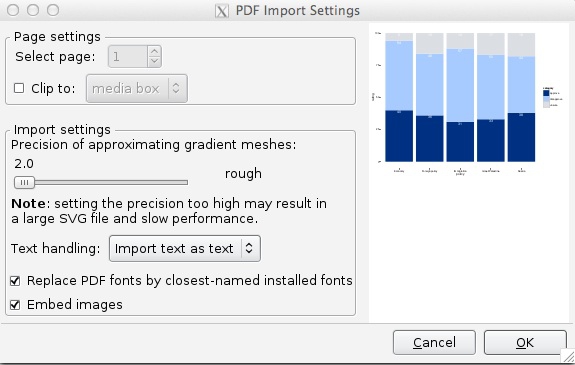 PDF Import Settings
Page settings
Select page: 1
Clip to: media box
Import settings
Precision of approximating gradient meshes:
2.0
rough
Note: setting the precision too high may result in
a large SVG file and slow performance.
Text handling: Import text as text
Replace PDF fonts by closest-named installed fonts
Embed images
Cancel OK